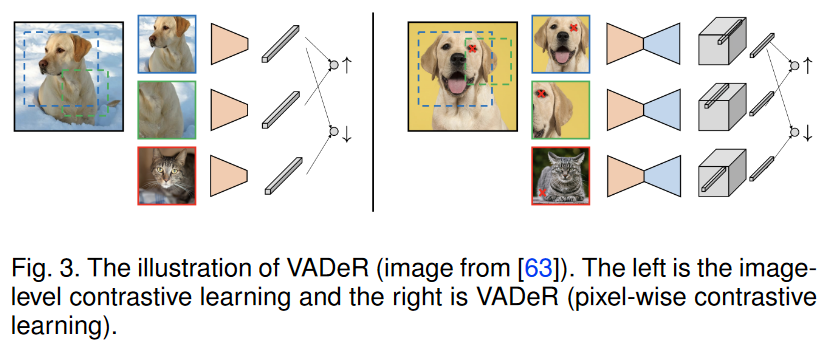 Fig. 3. The illustration of VADeR (image from [63]). The left is the image-
level contrastive learning and the right is VADeR (pixel-wise contrastive
learning).